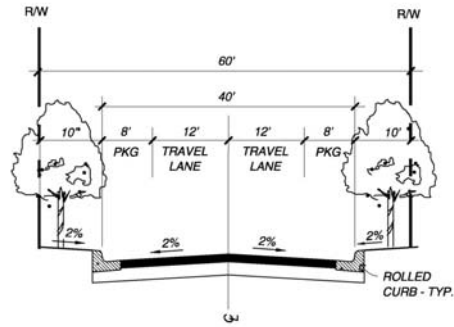 R/W
R/W
60'
40'
10'* 8' 12' 12' 8' 10'
PKG TRAVEL LANE TRAVEL LANE PKG
2% 2% 2% 2%
ROLLED
CURB - TYP.
℄